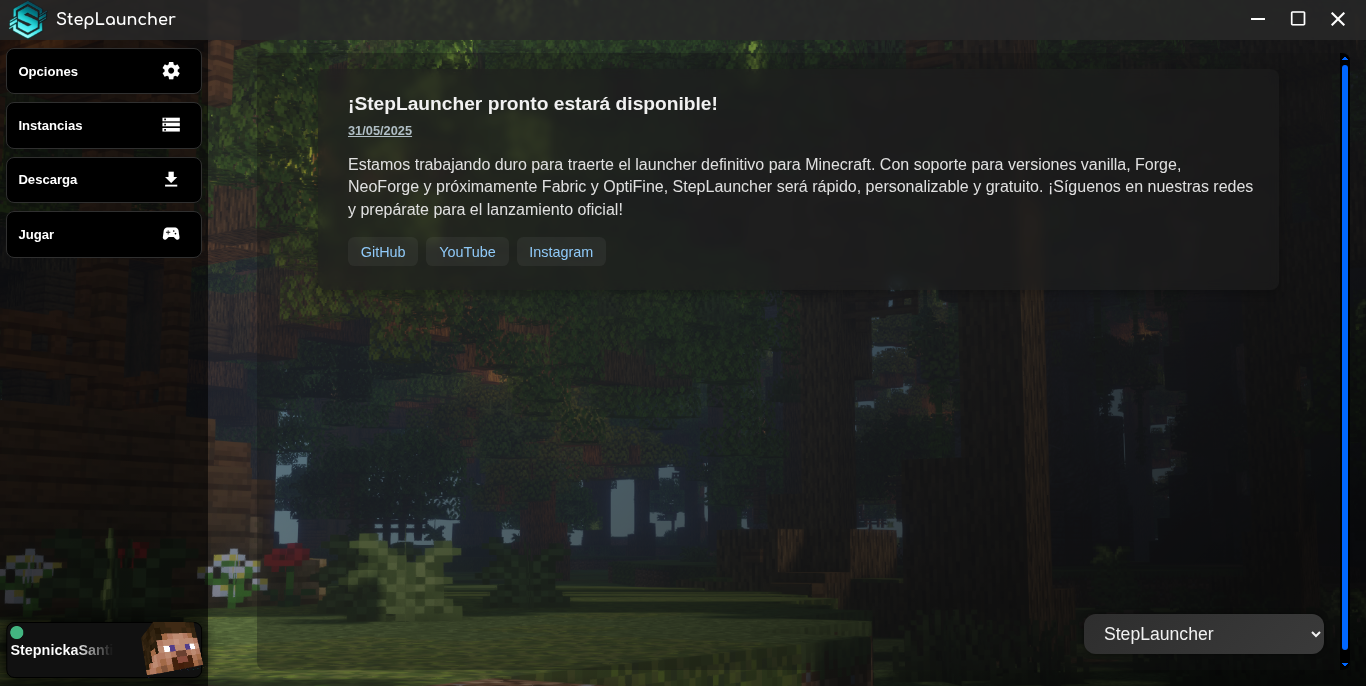 StepLauncher
Opciones
Instancias
Descarga
Jugar
¡StepLauncher pronto estará disponible!
31/05/2025
Estamos trabajando duro para traerte el launcher definitivo para Minecraft. Con soporte para versiones vanilla, Forge,
NeoForge y próximamente Fabric y OptiFine, StepLauncher será rápido, personalizable y gratuito. ¡Síguenos en nuestras redes
y prepárate para el lanzamiento oficial!
GitHub
YouTube
Instagram
StepnickaSant
StepLauncher